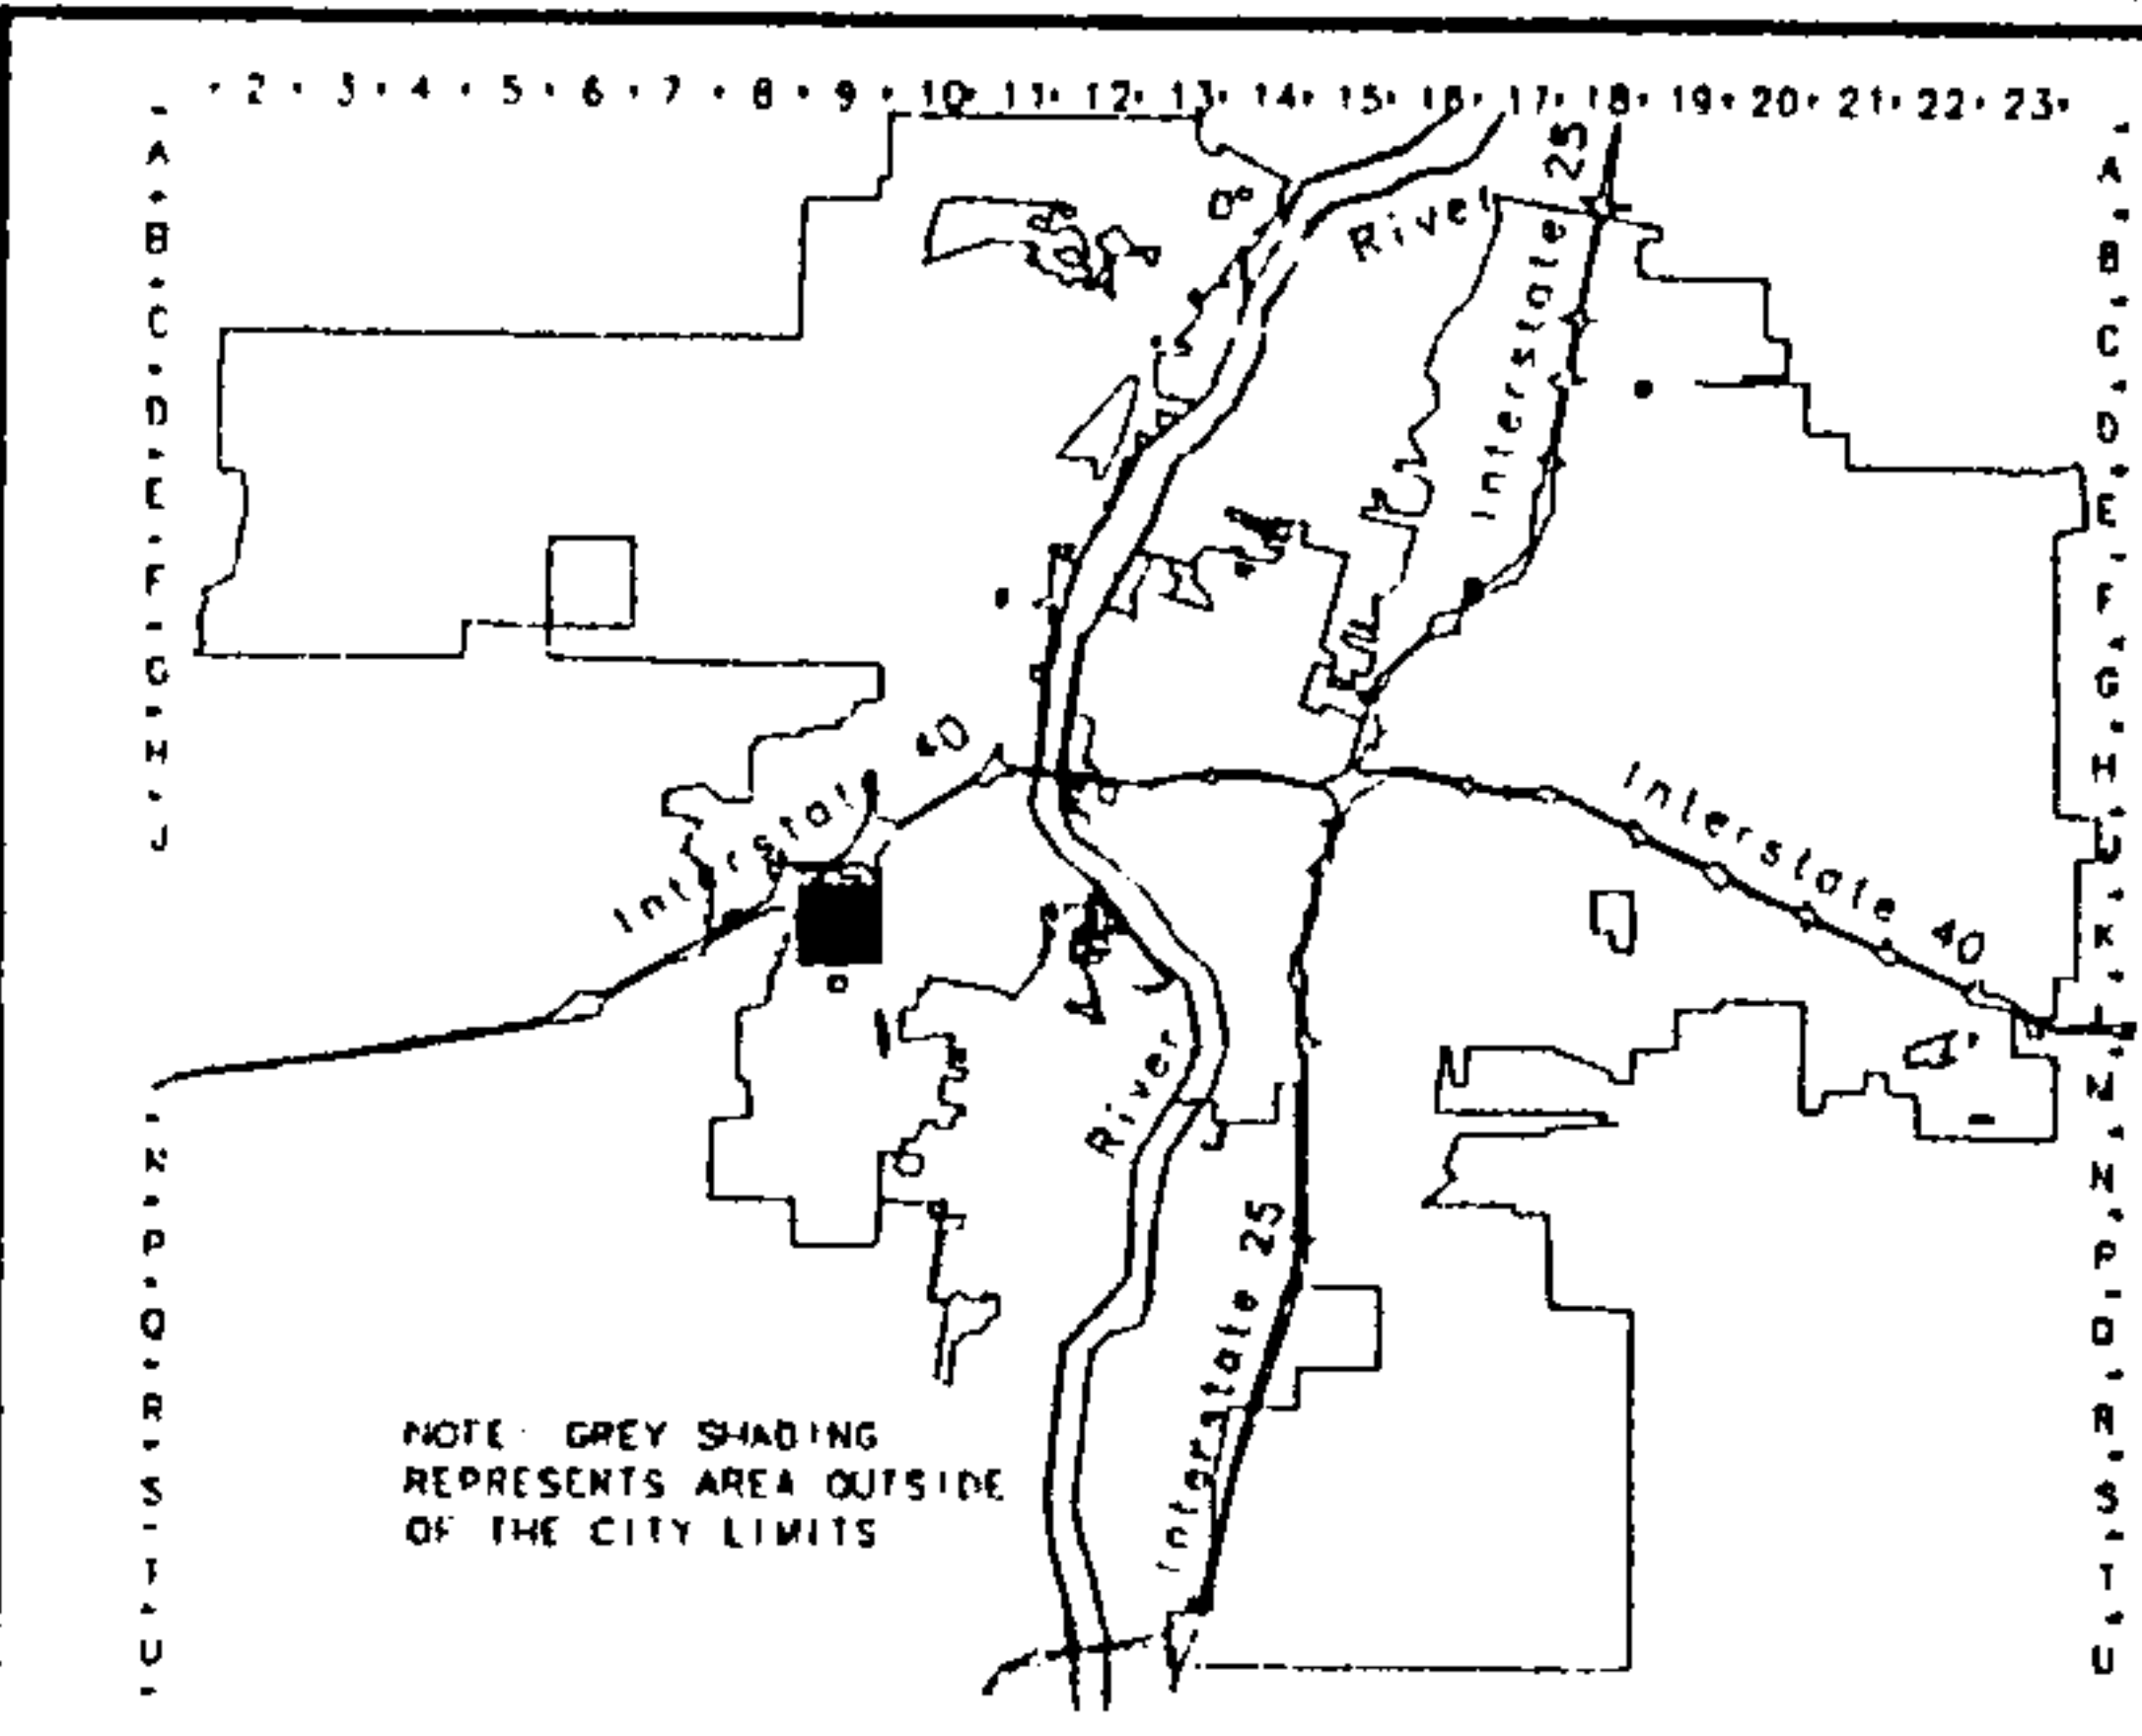 2 · 3 · 4 · 5 · 6 · 7 · 8 · 9 · 10 · 11 · 12 · 13 · 14 · 15 · 16 · 17 · 18 · 19 · 20 · 21 · 22 · 23
A
B
C
D
E
F
G
H
J
N
P
Q
R
S
T
U
A
B
C
D
E
F
G
H
J
K
L
M
N
P
Q
R
S
T
U
River
Interstate 25
Interstate 40
Interstate 40
River
Interstate 25
NOTE: GREY SHADING
REPRESENTS AREA OUTSIDE
OF THE CITY LIMITS